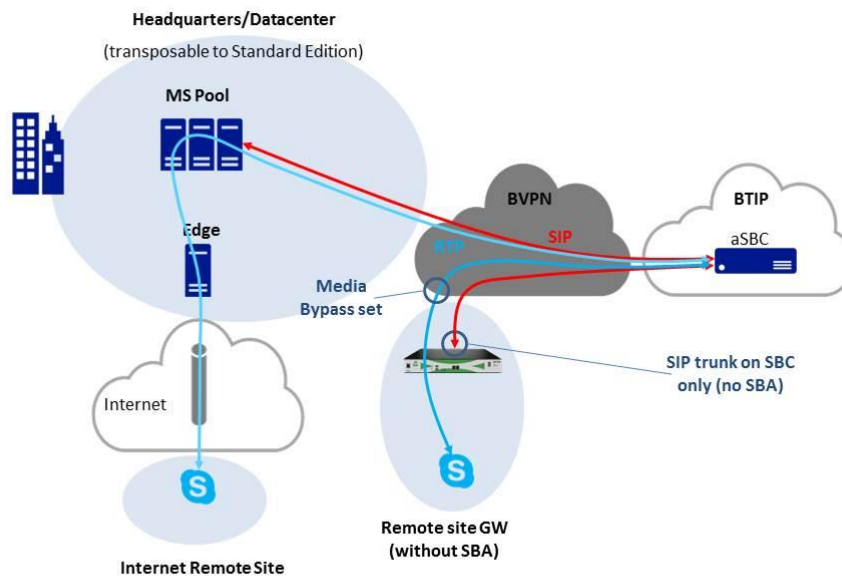 Headquarters/Datacenter
(transposable to Standard Edition)
MS Pool
Edge
BVPN
BTIP
RTP
SIP
aSBC
Media
Bypass set
SIP trunk on SBC
only (no SBA)
Internet
S
S
Remote site GW
(without SBA)
Internet Remote Site